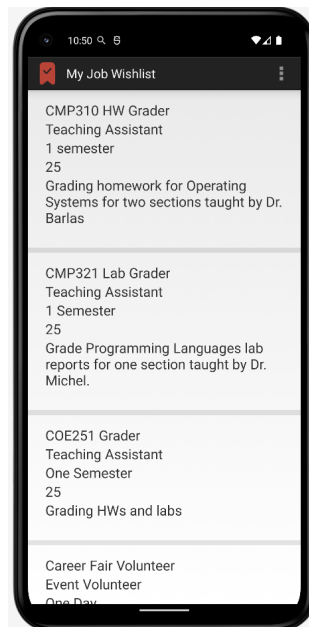 10:50
My Job Wishlist
CMP310 HW Grader
Teaching Assistant
1 semester
25
Grading homework for Operating
Systems for two sections taught by Dr.
Barlas
CMP321 Lab Grader
Teaching Assistant
1 Semester
25
Grade Programming Languages lab
reports for one section taught by Dr.
Michel.
COE251 Grader
Teaching Assistant
One Semester
25
Grading HWs and labs
Career Fair Volunteer
Event Volunteer
One Day